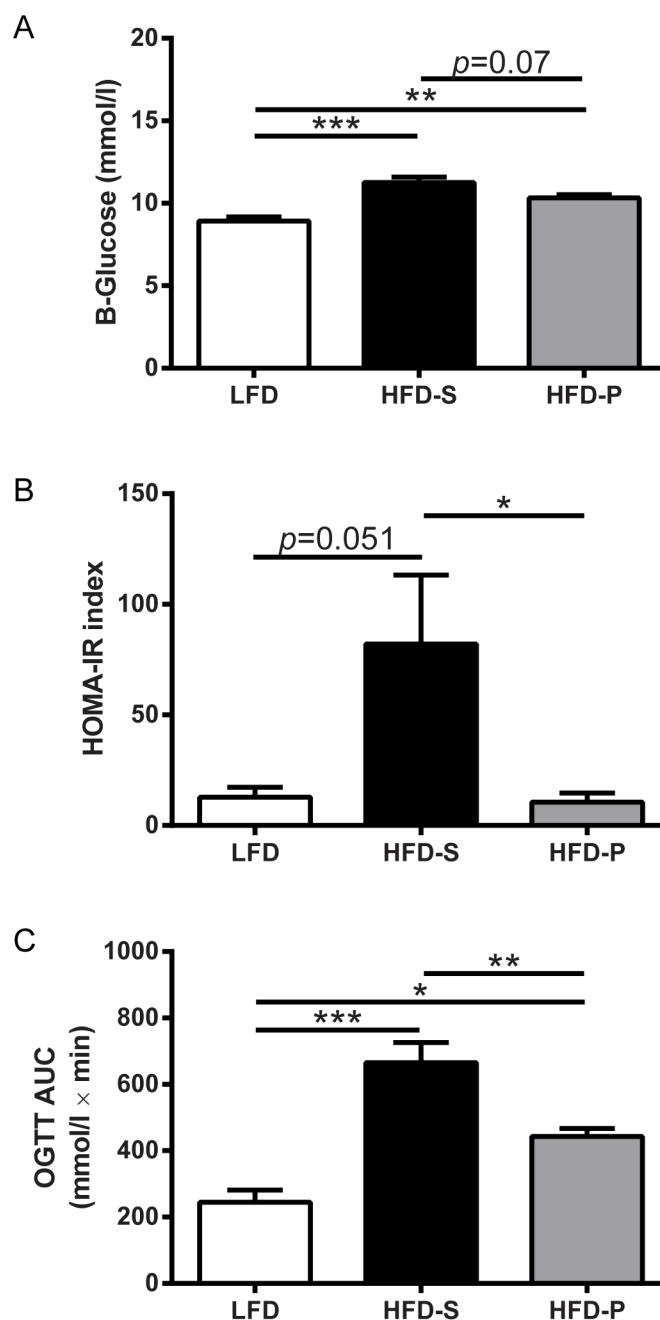 A
B-Glucose (mmol/l)
20
15
10
5
0
p=0.07
**
***
LFD HFD-S HFD-P
B
HOMA-IR index
150
100
50
0
*
p=0.051
LFD HFD-S HFD-P
C
OGTT AUC
(mmol/l × min)
1000
800
600
400
200
0
**
*
***
LFD HFD-S HFD-P